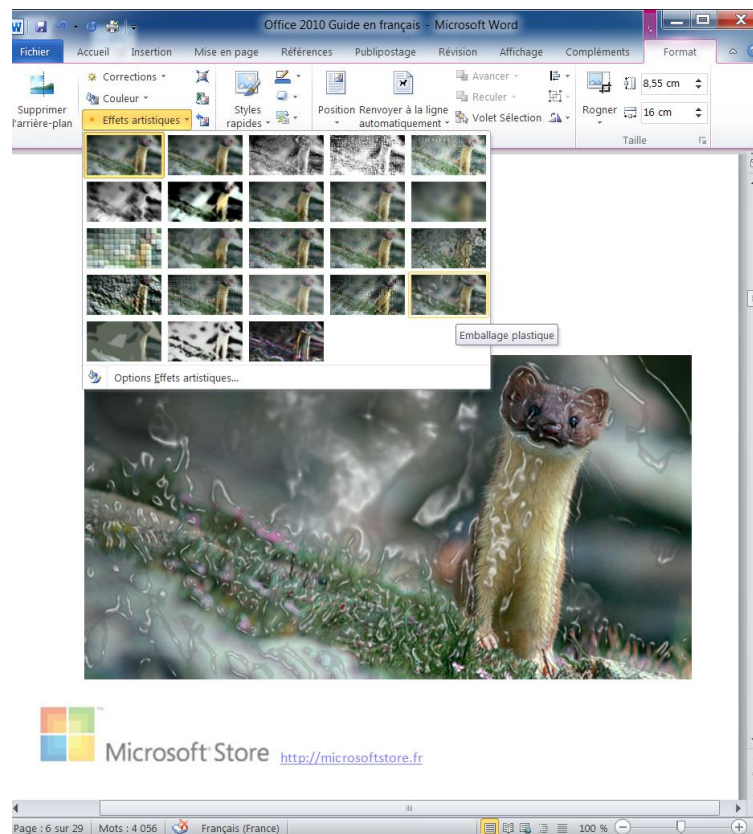 Office 2010 Guide en français - Microsoft Word
Fichier Accueil Insertion Mise en page Références Publipostage Révision Affichage Compléments Format
Corrections
Couleur
Effets artistiques
Supprimer
l'arrière-plan
Styles
rapides
Position
Renvoyer à la ligne
automatiquement
Avancer
Reculer
Volet Sélection
Rogner
8,55 cm
16 cm
Taille
Emballage plastique
Options Effets artistiques...
Microsoft Store http://microsoftstore.fr
Page : 6 sur 29 Mots : 4 056 Français (France) 100 %